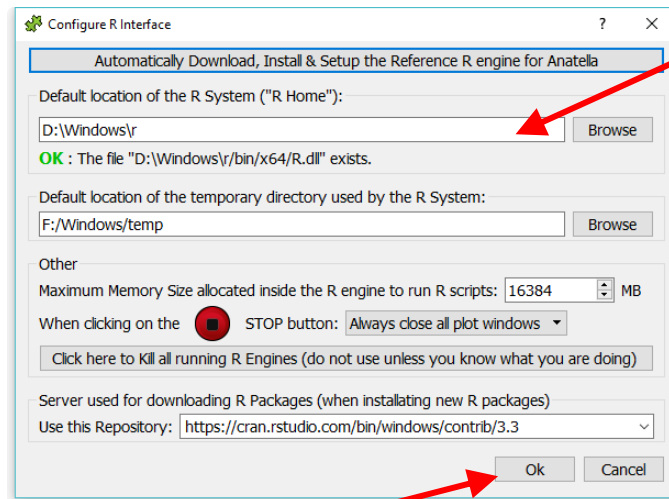 Configure R Interface ? ×
Automatically Download, Install & Setup the Reference R engine for Anatella
Default location of the R System ("R Home"):
D:\Windows\r Browse
OK : The file "D:\Windows\r/bin/x64/R.dll" exists.
Default location of the temporary directory used by the R System:
F:/Windows/temp Browse
Other
Maximum Memory Size allocated inside the R engine to run R scripts: 16384 MB
When clicking on the STOP button: Always close all plot windows
Click here to Kill all running R Engines (do not use unless you know what you are doing)
Server used for downloading R Packages (when installating new R packages)
Use this Repository: https://cran.rstudio.com/bin/windows/contrib/3.3
Ok Cancel